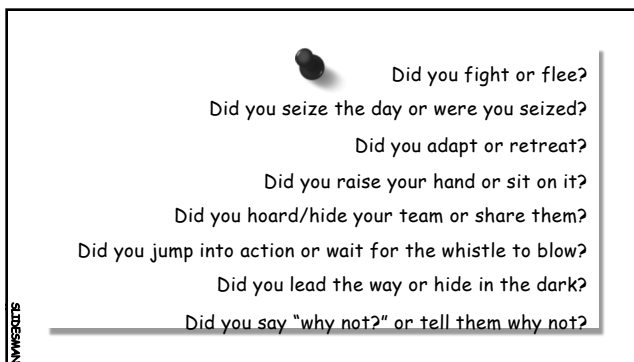 Did you fight or flee?
Did you seize the day or were you seized?
Did you adapt or retreat?
Did you raise your hand or sit on it?
Did you hoard/hide your team or share them?
Did you jump into action or wait for the whistle to blow?
Did you lead the way or hide in the dark?
Did you say “why not?” or tell them why not?
SLIDESMAN